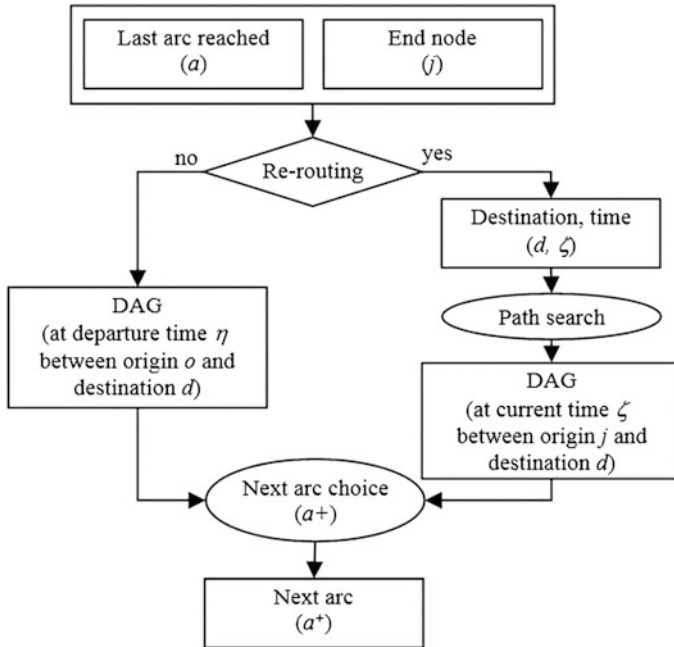 Last arc reached
(a)
End node
(j)
no
Re-routing
yes
Destination, time
(d, ζ)
DAG
(at departure time η
between origin o and
destination d)
Path search
DAG
(at current time ζ
between origin j and
destination d)
Next arc choice
(a+)
Next arc
(a⁺)